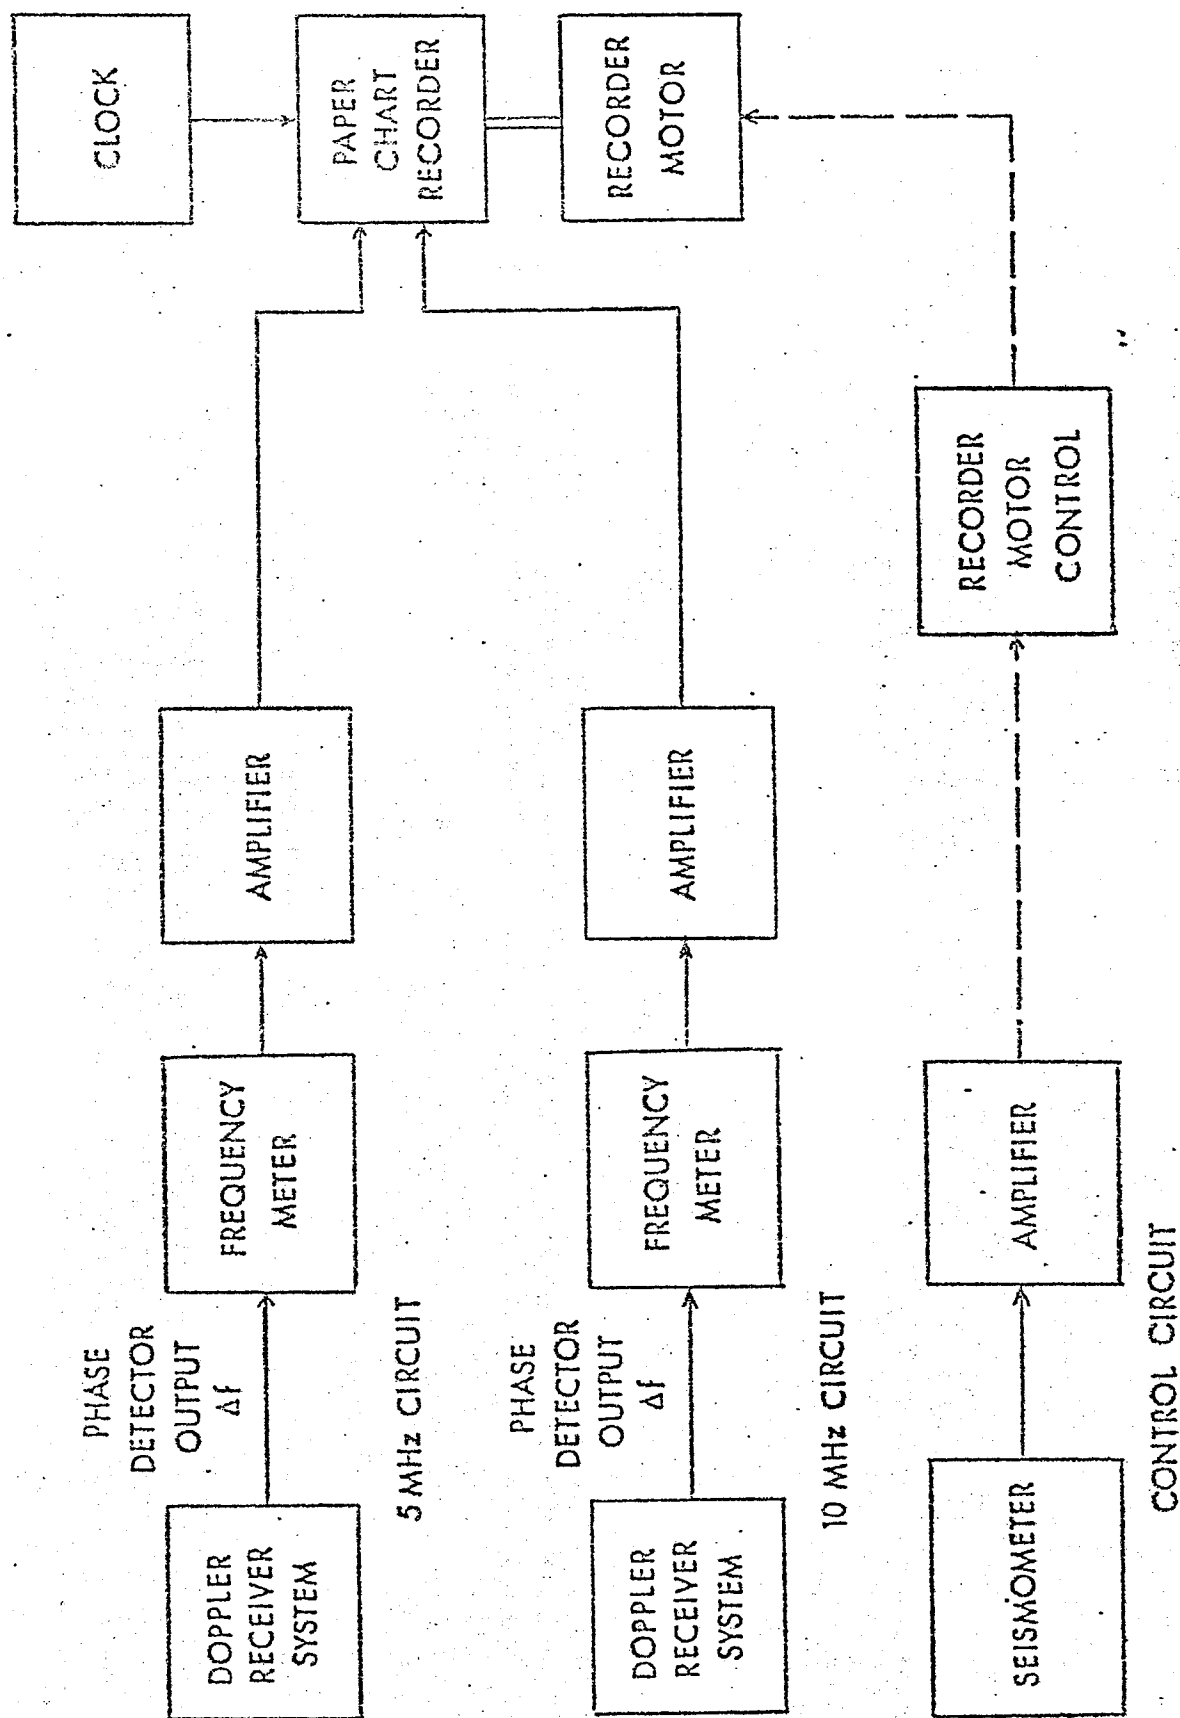 DOPPLER
RECEIVER
SYSTEM
PHASE
DETECTOR
OUTPUT
Δf
FREQUENCY
METER
AMPLIFIER
5 MHz CIRCUIT
CLOCK
PAPER
CHART
RECORDER
RECORDER
MOTOR
DOPPLER
RECEIVER
SYSTEM
PHASE
DETECTOR
OUTPUT
Δf
FREQUENCY
METER
AMPLIFIER
10 MHz CIRCUIT
SEISMOMETER
AMPLIFIER
RECORDER
MOTOR
CONTROL
CONTROL CIRCUIT